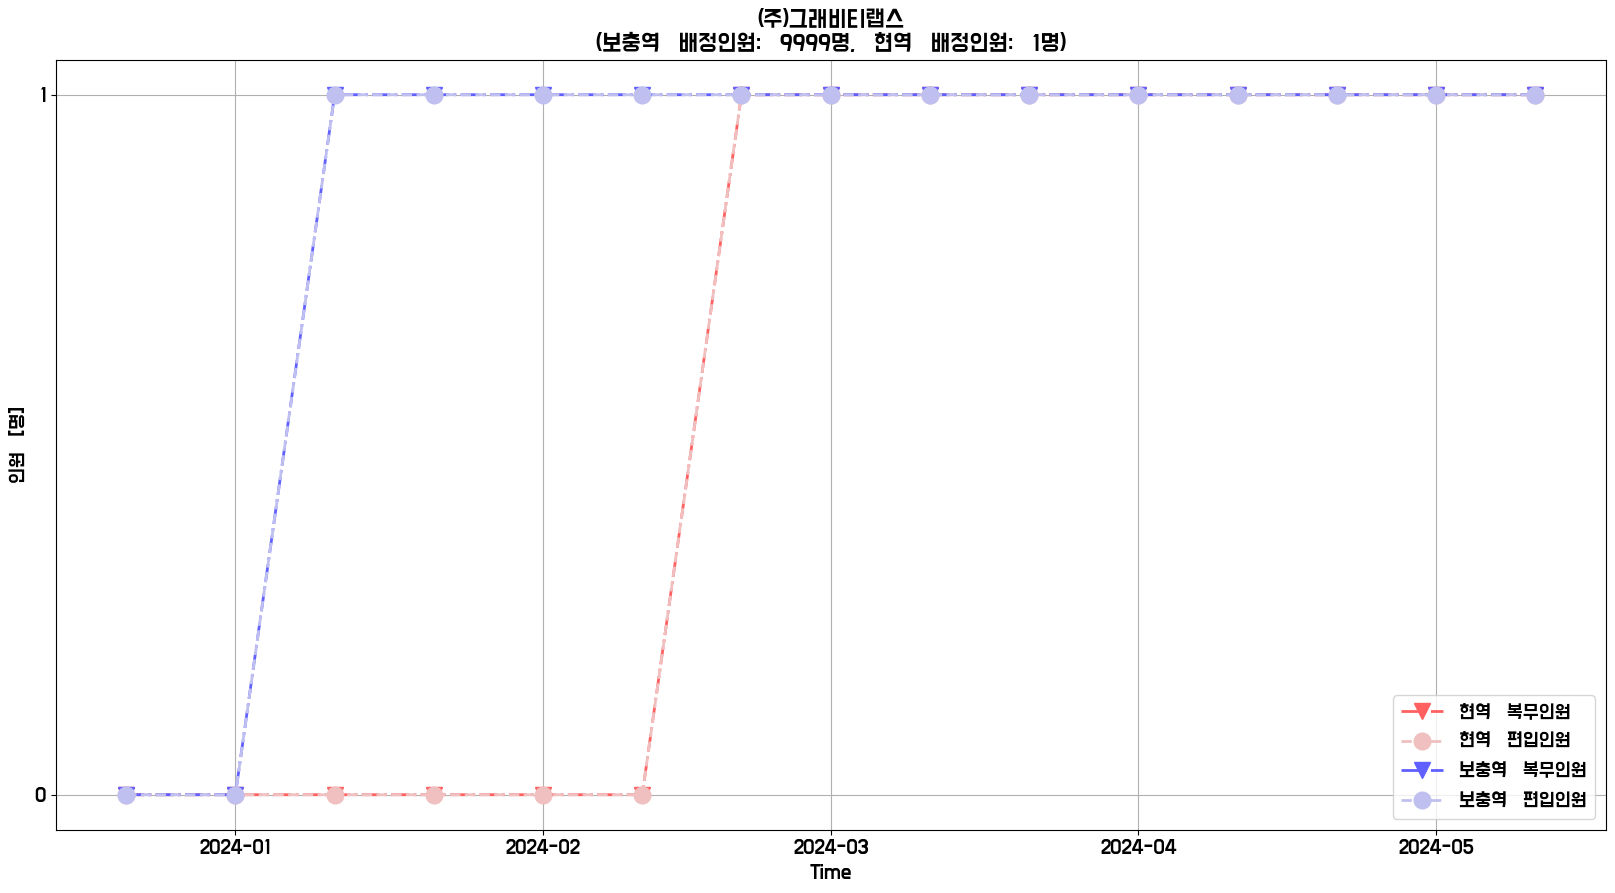 (주)그래비티랩스
(보충역 배정인원: 9999명, 현역 배정인원: 1명)
1
인원 [명]
0
현역 복무인원
현역 편입인원
보충역 복무인원
보충역 편입인원
2024-01 2024-02 2024-03 2024-04 2024-05
Time